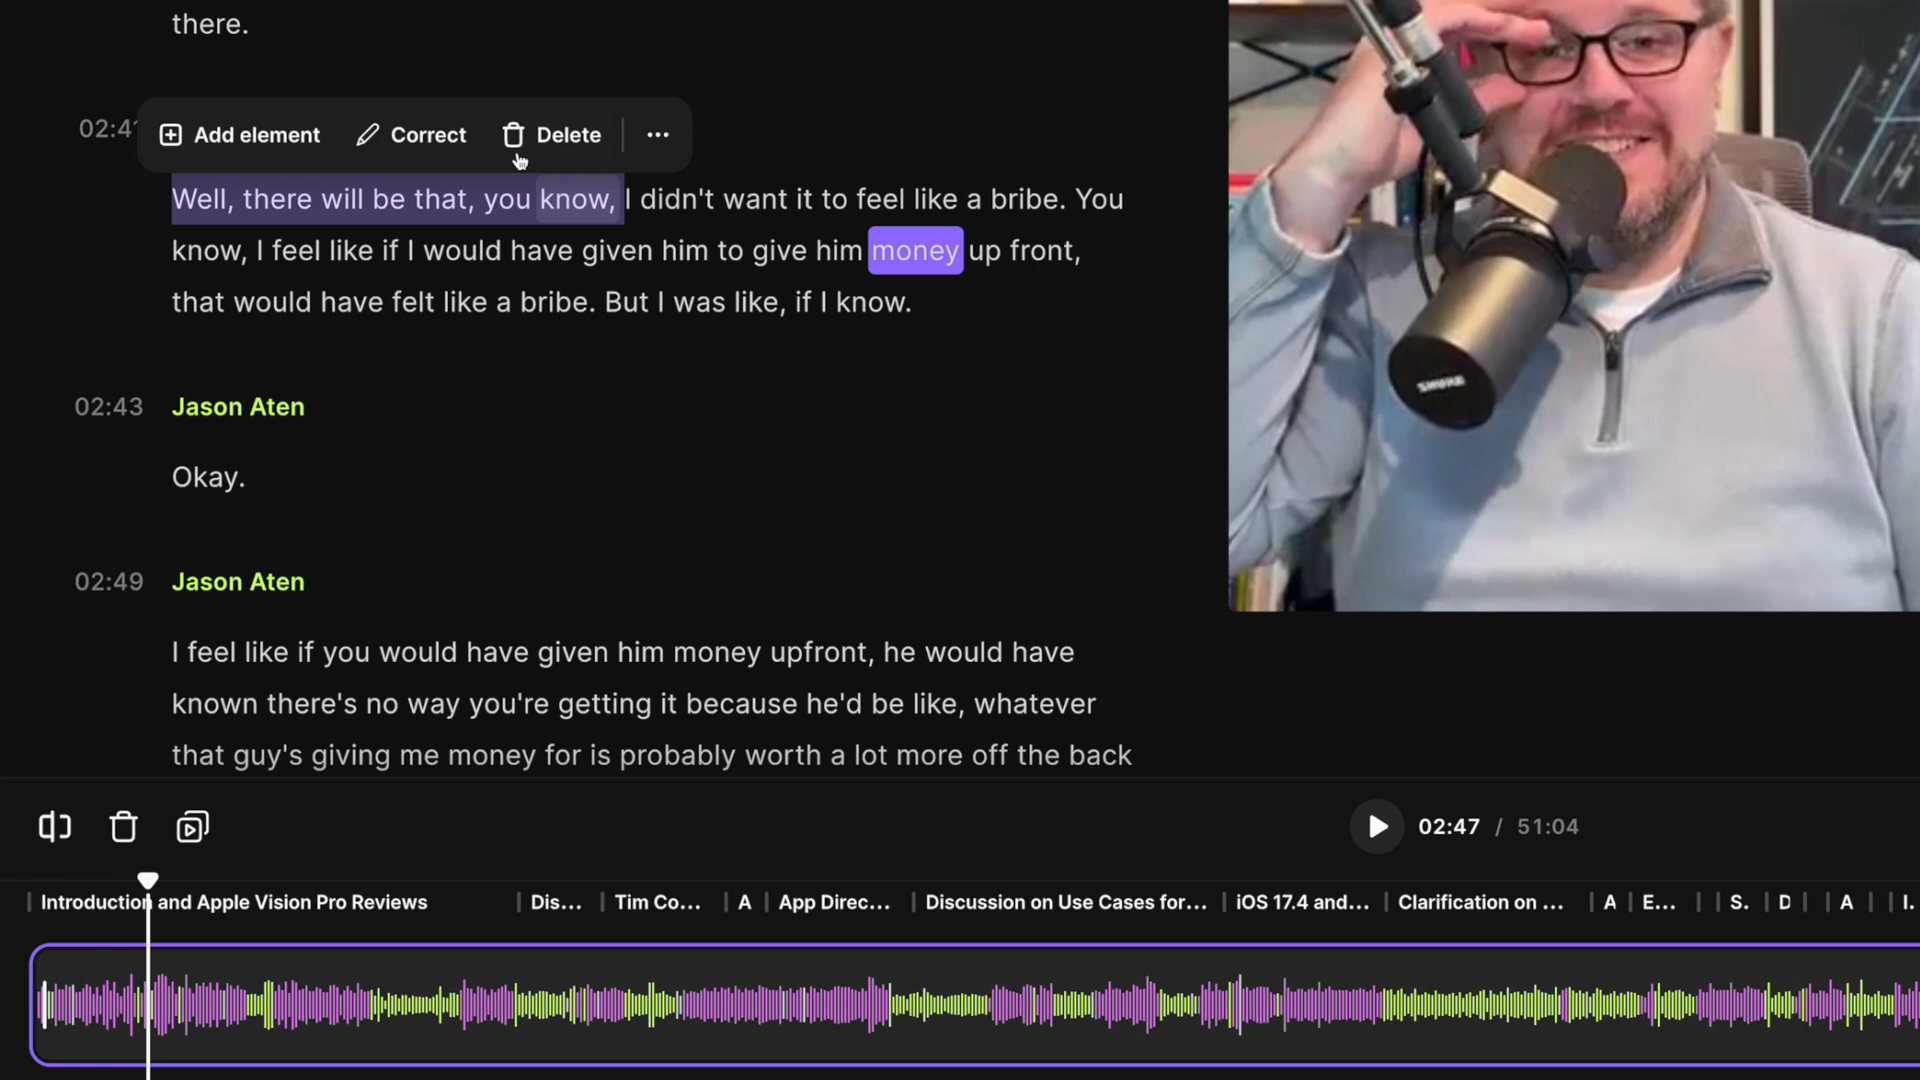 there.
02:41
Add element
Correct
Delete
Well, there will be that, you know, I didn't want it to feel like a bribe. You
know, I feel like if I would have given him to give him money up front,
that would have felt like a bribe. But I was like, if I know.
02:43
Jason Aten
Okay.
02:49
Jason Aten
I feel like if you would have given him money upfront, he would have
known there's no way you're getting it because he'd be like, whatever
that guy's giving me money for is probably worth a lot more off the back
SHURE
02:47 / 51:04
Introduction and Apple Vision Pro Reviews
Dis...
Tim Co...
A
App Direc...
Discussion on Use Cases for...
iOS 17.4 and...
Clarification on ...
A
E...
S.
D
A
I.